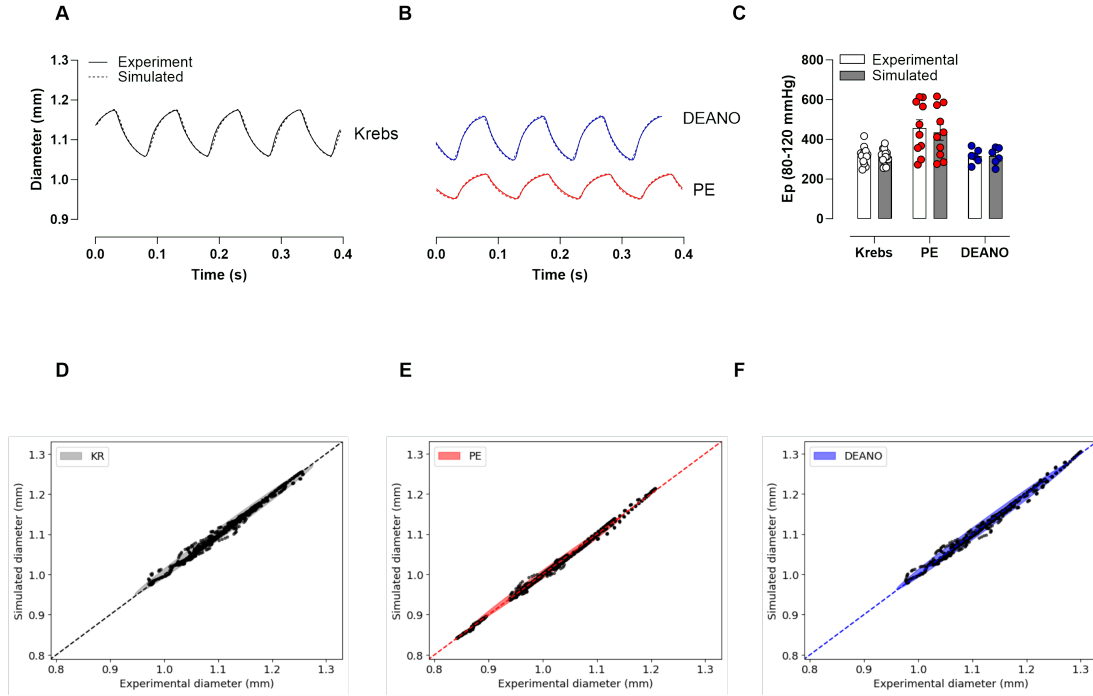 A
B
C
Diameter (mm)
1.3
1.2
1.1
1.0
0.9
Experiment
Simulated
Krebs
0.0
0.1
0.2
0.3
0.4
Time (s)
DEANO
PE
0.0
0.1
0.2
0.3
0.4
Time (s)
Ep (80-120 mmHg)
800
600
400
200
0
Experimental
Simulated
Krebs
PE
DEANO
D
E
F
Simulated diameter (mm)
1.3
1.2
1.1
1.0
0.9
0.8
KR
0.8
0.9
1.0
1.1
1.2
1.3
Experimental diameter (mm)
Simulated diameter (mm)
1.3
1.2
1.1
1.0
0.9
0.8
PE
0.8
0.9
1.0
1.1
1.2
1.3
Experimental diameter (mm)
Simulated diameter (mm)
1.3
1.2
1.1
1.0
0.9
0.8
DEANO
0.8
0.9
1.0
1.1
1.2
1.3
Experimental diameter (mm)